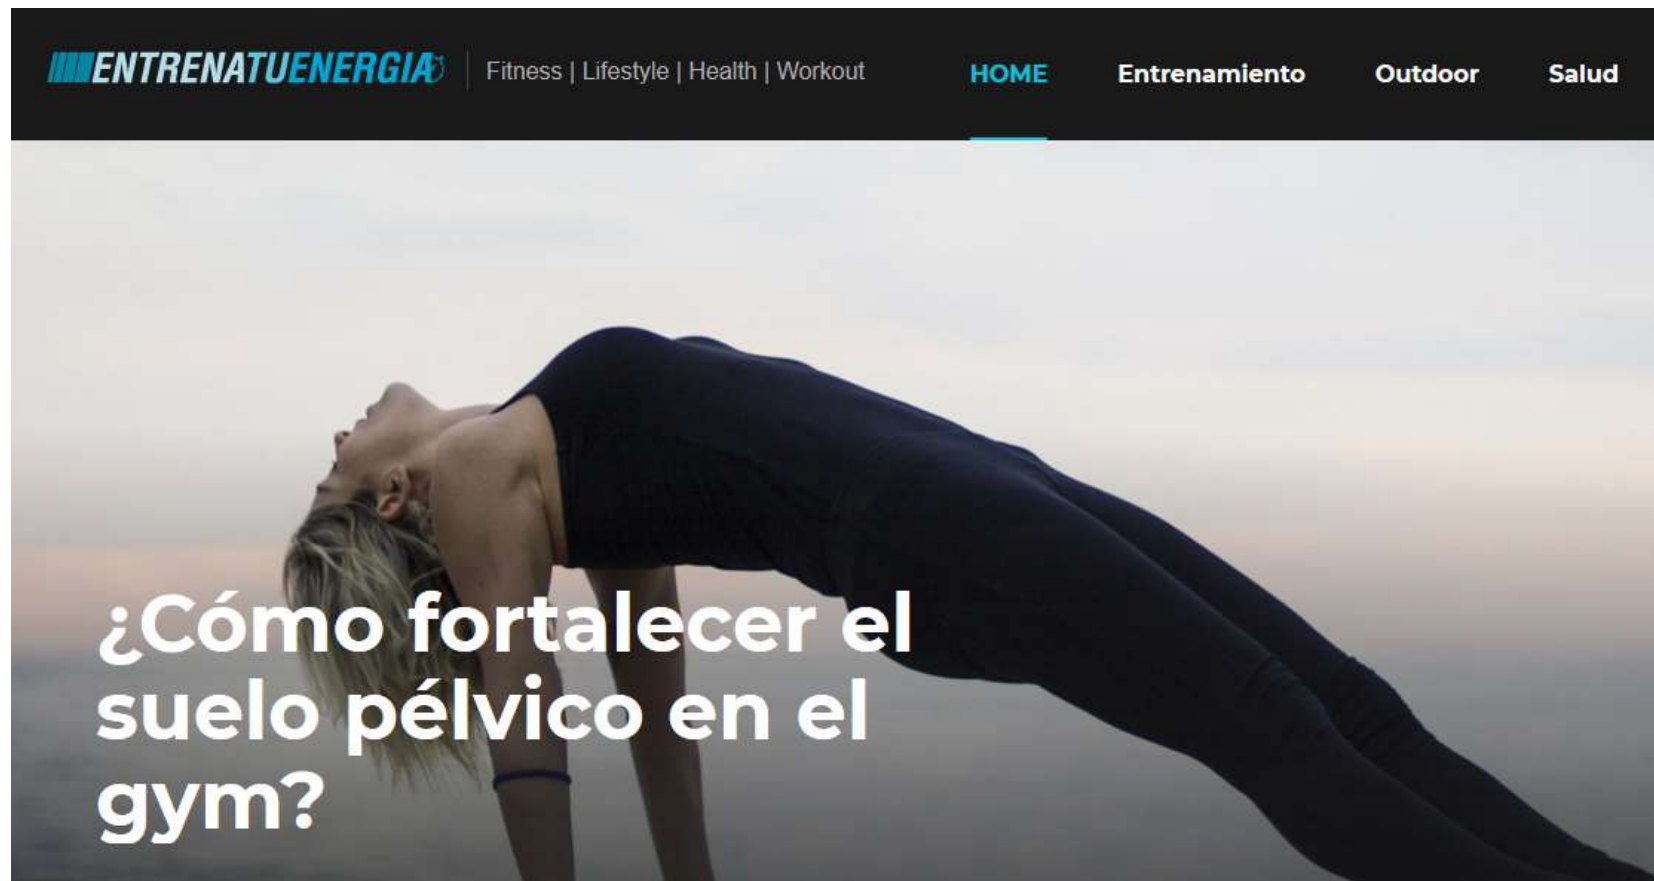 ENTRENATUENERGIA
Fitness | Lifestyle | Health | Workout
HOME
Entrenamiento
Outdoor
Salud
¿Cómo fortalecer el
suelo pélvico en el
gym?